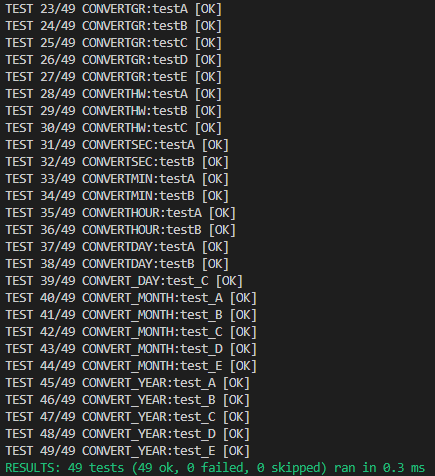 TEST 23/49 CONVERTGR:testA [OK]
TEST 24/49 CONVERTGR:testB [OK]
TEST 25/49 CONVERTGR:testC [OK]
TEST 26/49 CONVERTGR:testD [OK]
TEST 27/49 CONVERTGR:testE [OK]
TEST 28/49 CONVERTHW:testA [OK]
TEST 29/49 CONVERTHW:testB [OK]
TEST 30/49 CONVERTHW:testC [OK]
TEST 31/49 CONVERTSEC:testA [OK]
TEST 32/49 CONVERTSEC:testB [OK]
TEST 33/49 CONVERTMIN:testA [OK]
TEST 34/49 CONVERTMIN:testB [OK]
TEST 35/49 CONVERTHOUR:testA [OK]
TEST 36/49 CONVERTHOUR:testB [OK]
TEST 37/49 CONVERTDAY:testA [OK]
TEST 38/49 CONVERTDAY:testB [OK]
TEST 39/49 CONVERT_DAY:test_C [OK]
TEST 40/49 CONVERT_MONTH:test_A [OK]
TEST 41/49 CONVERT_MONTH:test_B [OK]
TEST 42/49 CONVERT_MONTH:test_C [OK]
TEST 43/49 CONVERT_MONTH:test_D [OK]
TEST 44/49 CONVERT_MONTH:test_E [OK]
TEST 45/49 CONVERT_YEAR:test_A [OK]
TEST 46/49 CONVERT_YEAR:test_B [OK]
TEST 47/49 CONVERT_YEAR:test_C [OK]
TEST 48/49 CONVERT_YEAR:test_D [OK]
TEST 49/49 CONVERT_YEAR:test_E [OK]
RESULTS: 49 tests (49 ok, 0 failed, 0 skipped) ran in 0.3 ms